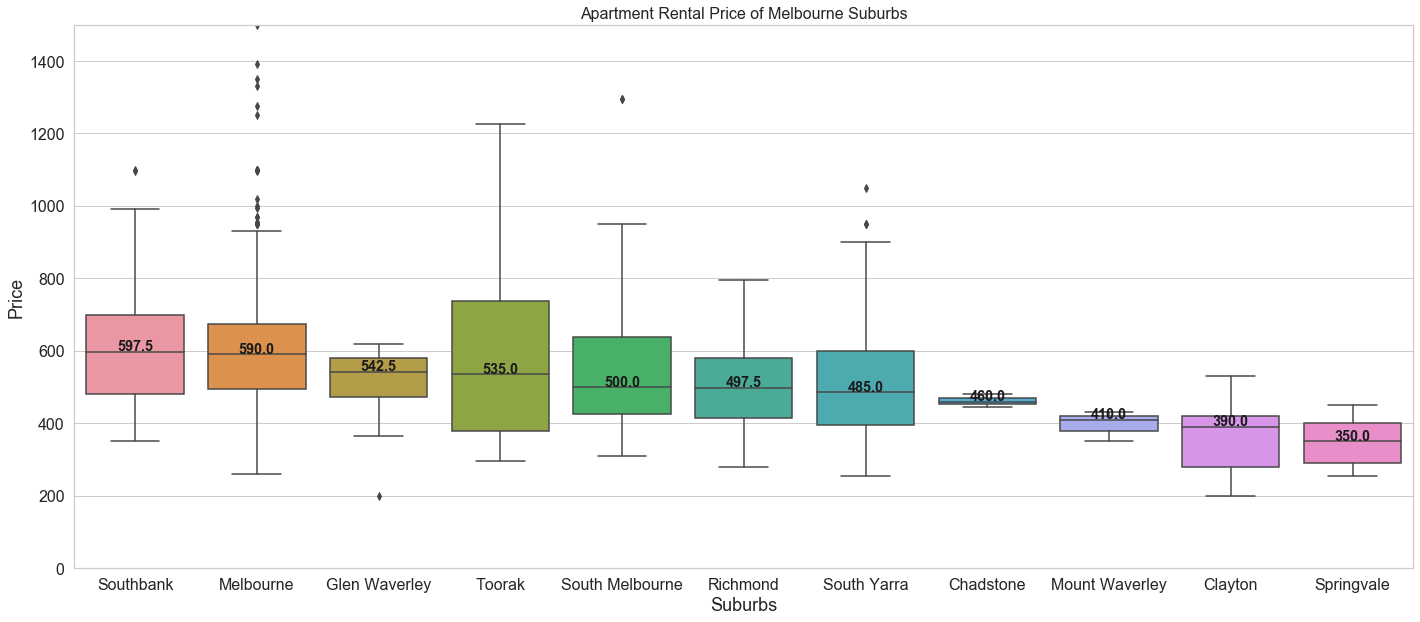 Apartment Rental Price of Melbourne Suburbs
1400
1200
1000
800
600
400
200
0
Price
597.5
590.0
542.5
535.0
500.0
497.5
485.0
460.0
410.0
390.0
350.0
Southbank
Melbourne
Glen Waverley
Toorak
South Melbourne
Richmond
South Yarra
Chadstone
Mount Waverley
Clayton
Springvale
Suburbs